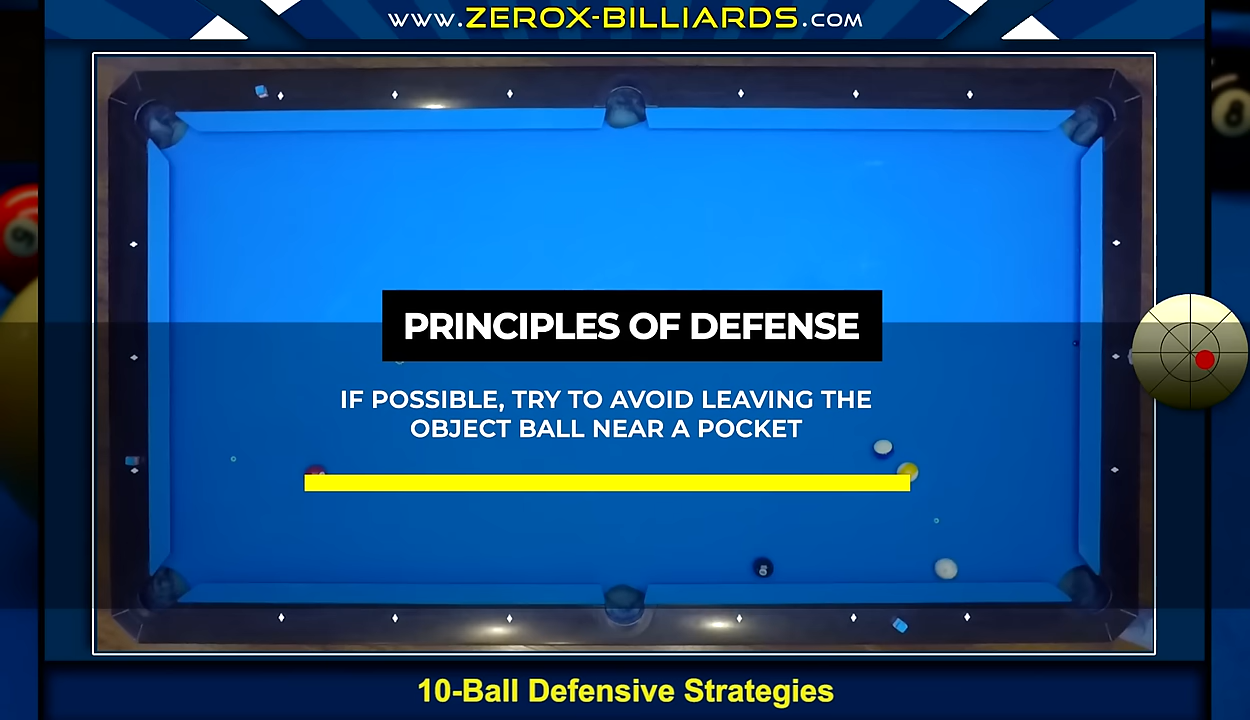 www.ZEROX-BILLIARDS.com
PRINCIPLES OF DEFENSE
IF POSSIBLE, TRY TO AVOID LEAVING THE
OBJECT BALL NEAR A POCKET
10-Ball Defensive Strategies